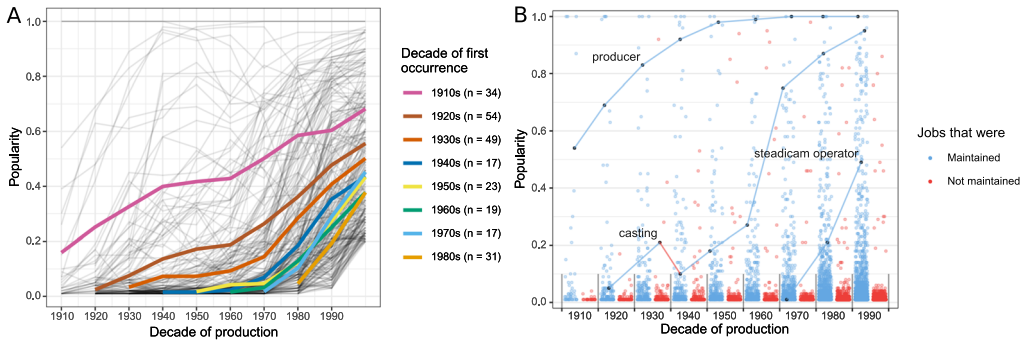 A
1.0
0.8
0.6
0.4
0.2
0.0
Popularity
1910 1920 1930 1940 1950 1960 1970 1980 1990
Decade of production
Decade of first
occurrence
1910s (n = 34)
1920s (n = 54)
1930s (n = 49)
1940s (n = 17)
1950s (n = 23)
1960s (n = 19)
1970s (n = 17)
1980s (n = 31)
B
1,0
0,8
0,6
0,4
0,2
0,0
Popularity
producer
steadicam operator
casting
1910 1920 1930 1940 1950 1960 1970 1980 1990
Decade of production
Jobs that were
Maintained
Not maintained